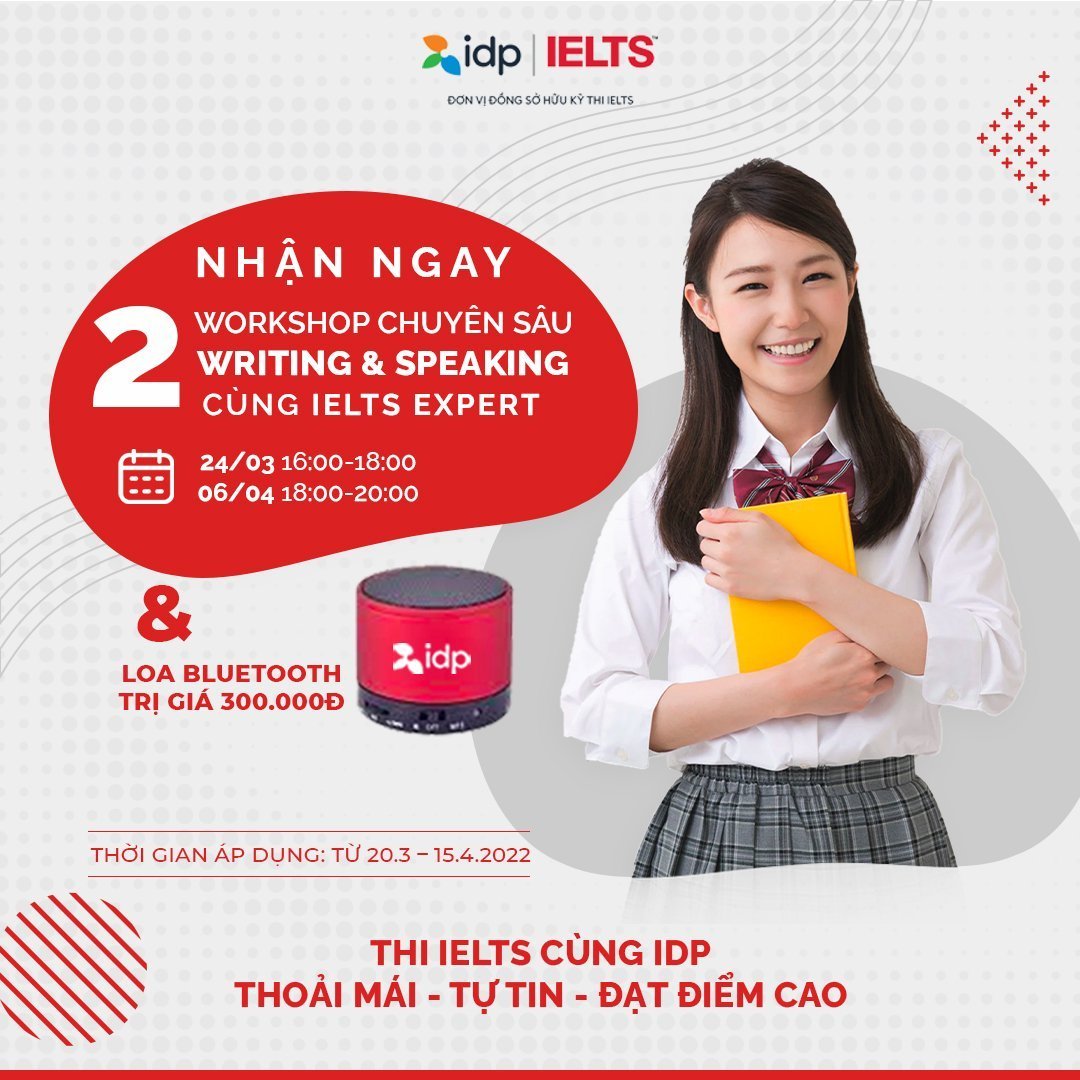 idp | IELTS™
ĐƠN VỊ ĐỒNG SỞ HỮU KỲ THI IELTS
NHẬN NGAY
2 WORKSHOP CHUYÊN SÂU
WRITING & SPEAKING
CÙNG IELTS EXPERT
24/03 16:00-18:00
06/04 18:00-20:00
&
LOA BLUETOOTH
TRỊ GIÁ 300.000Đ
idp
THỜI GIAN ÁP DỤNG: TỪ 20.3 – 15.4.2022
THI IELTS CÙNG IDP
THOẢI MÁI - TỰ TIN - ĐẠT ĐIỂM CAO